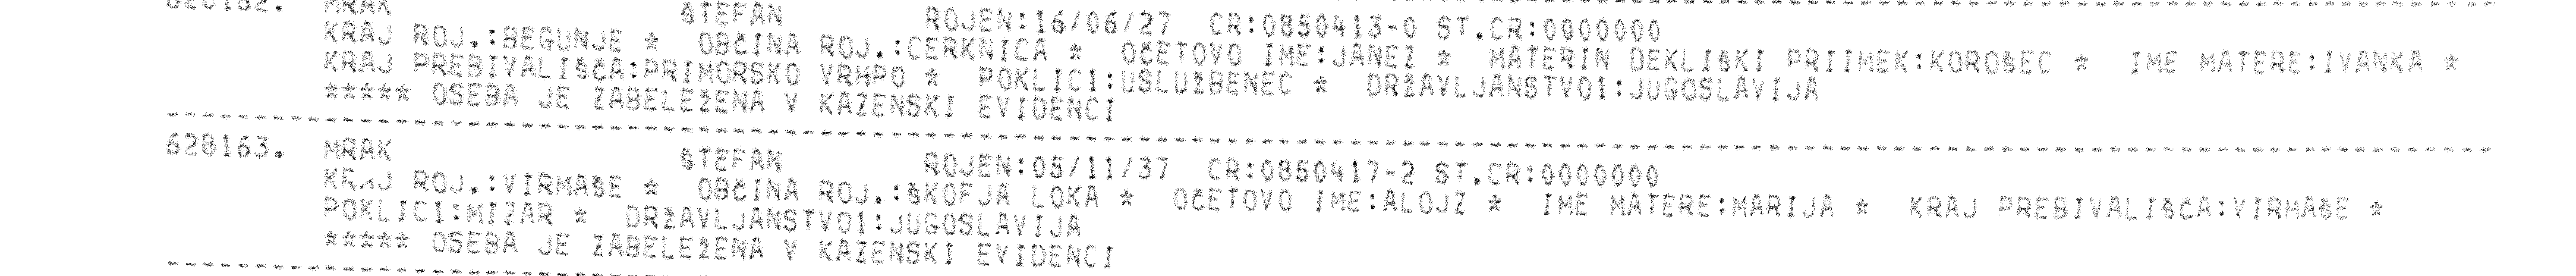 628162. MRAK ŠTEFAN ROJEN:16/06/27 CR:0850413-0 ST.CR:0000000
KRAJ ROJ.:BEGUNJE * OBČINA ROJ.:CERKNICA * OČETOVO IME:JANEZ * MATERIN DEKLIŠKI PRIIMEK:KOROŠEC * IME MATERE:IVANKA *
KRAJ PREBIVALIŠČA:PRIMORSKO VRHPO * POKLIC1:USLUŽBENEC * DRŽAVLJANSTVO1:JUGOSLAVIJA
***** OSEBA JE ZABELEŽENA V KAZENSKI EVIDENCI
628163. MRAK ŠTEFAN ROJEN:05/11/37 CR:0850417-2 ST.CR:0000000
KRAJ ROJ.:VIRMAŠE * OBČINA ROJ.:ŠKOFJA LOKA * OČETOVO IME:ALOJZ * IME MATERE:MARIJA * KRAJ PREBIVALIŠČA:VIRMAŠE *
POKLIC1:MIZAR * DRŽAVLJANSTVO1:JUGOSLAVIJA
***** OSEBA JE ZABELEŽENA V KAZENSKI EVIDENCI